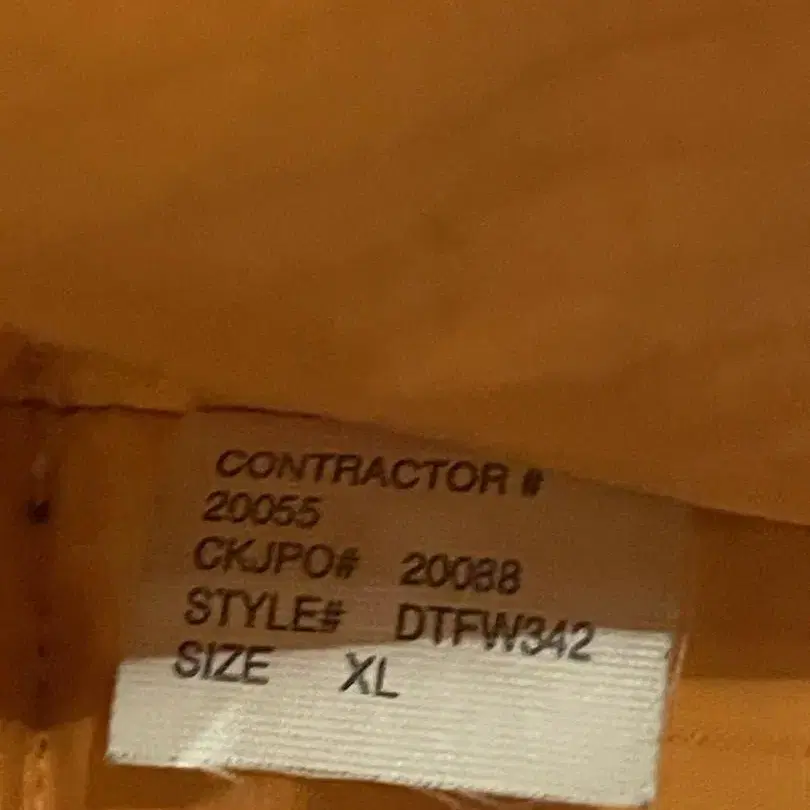 CONTRACTOR #
20055
CKJPO# 20088
STYLE# DTFW342
SIZE XL